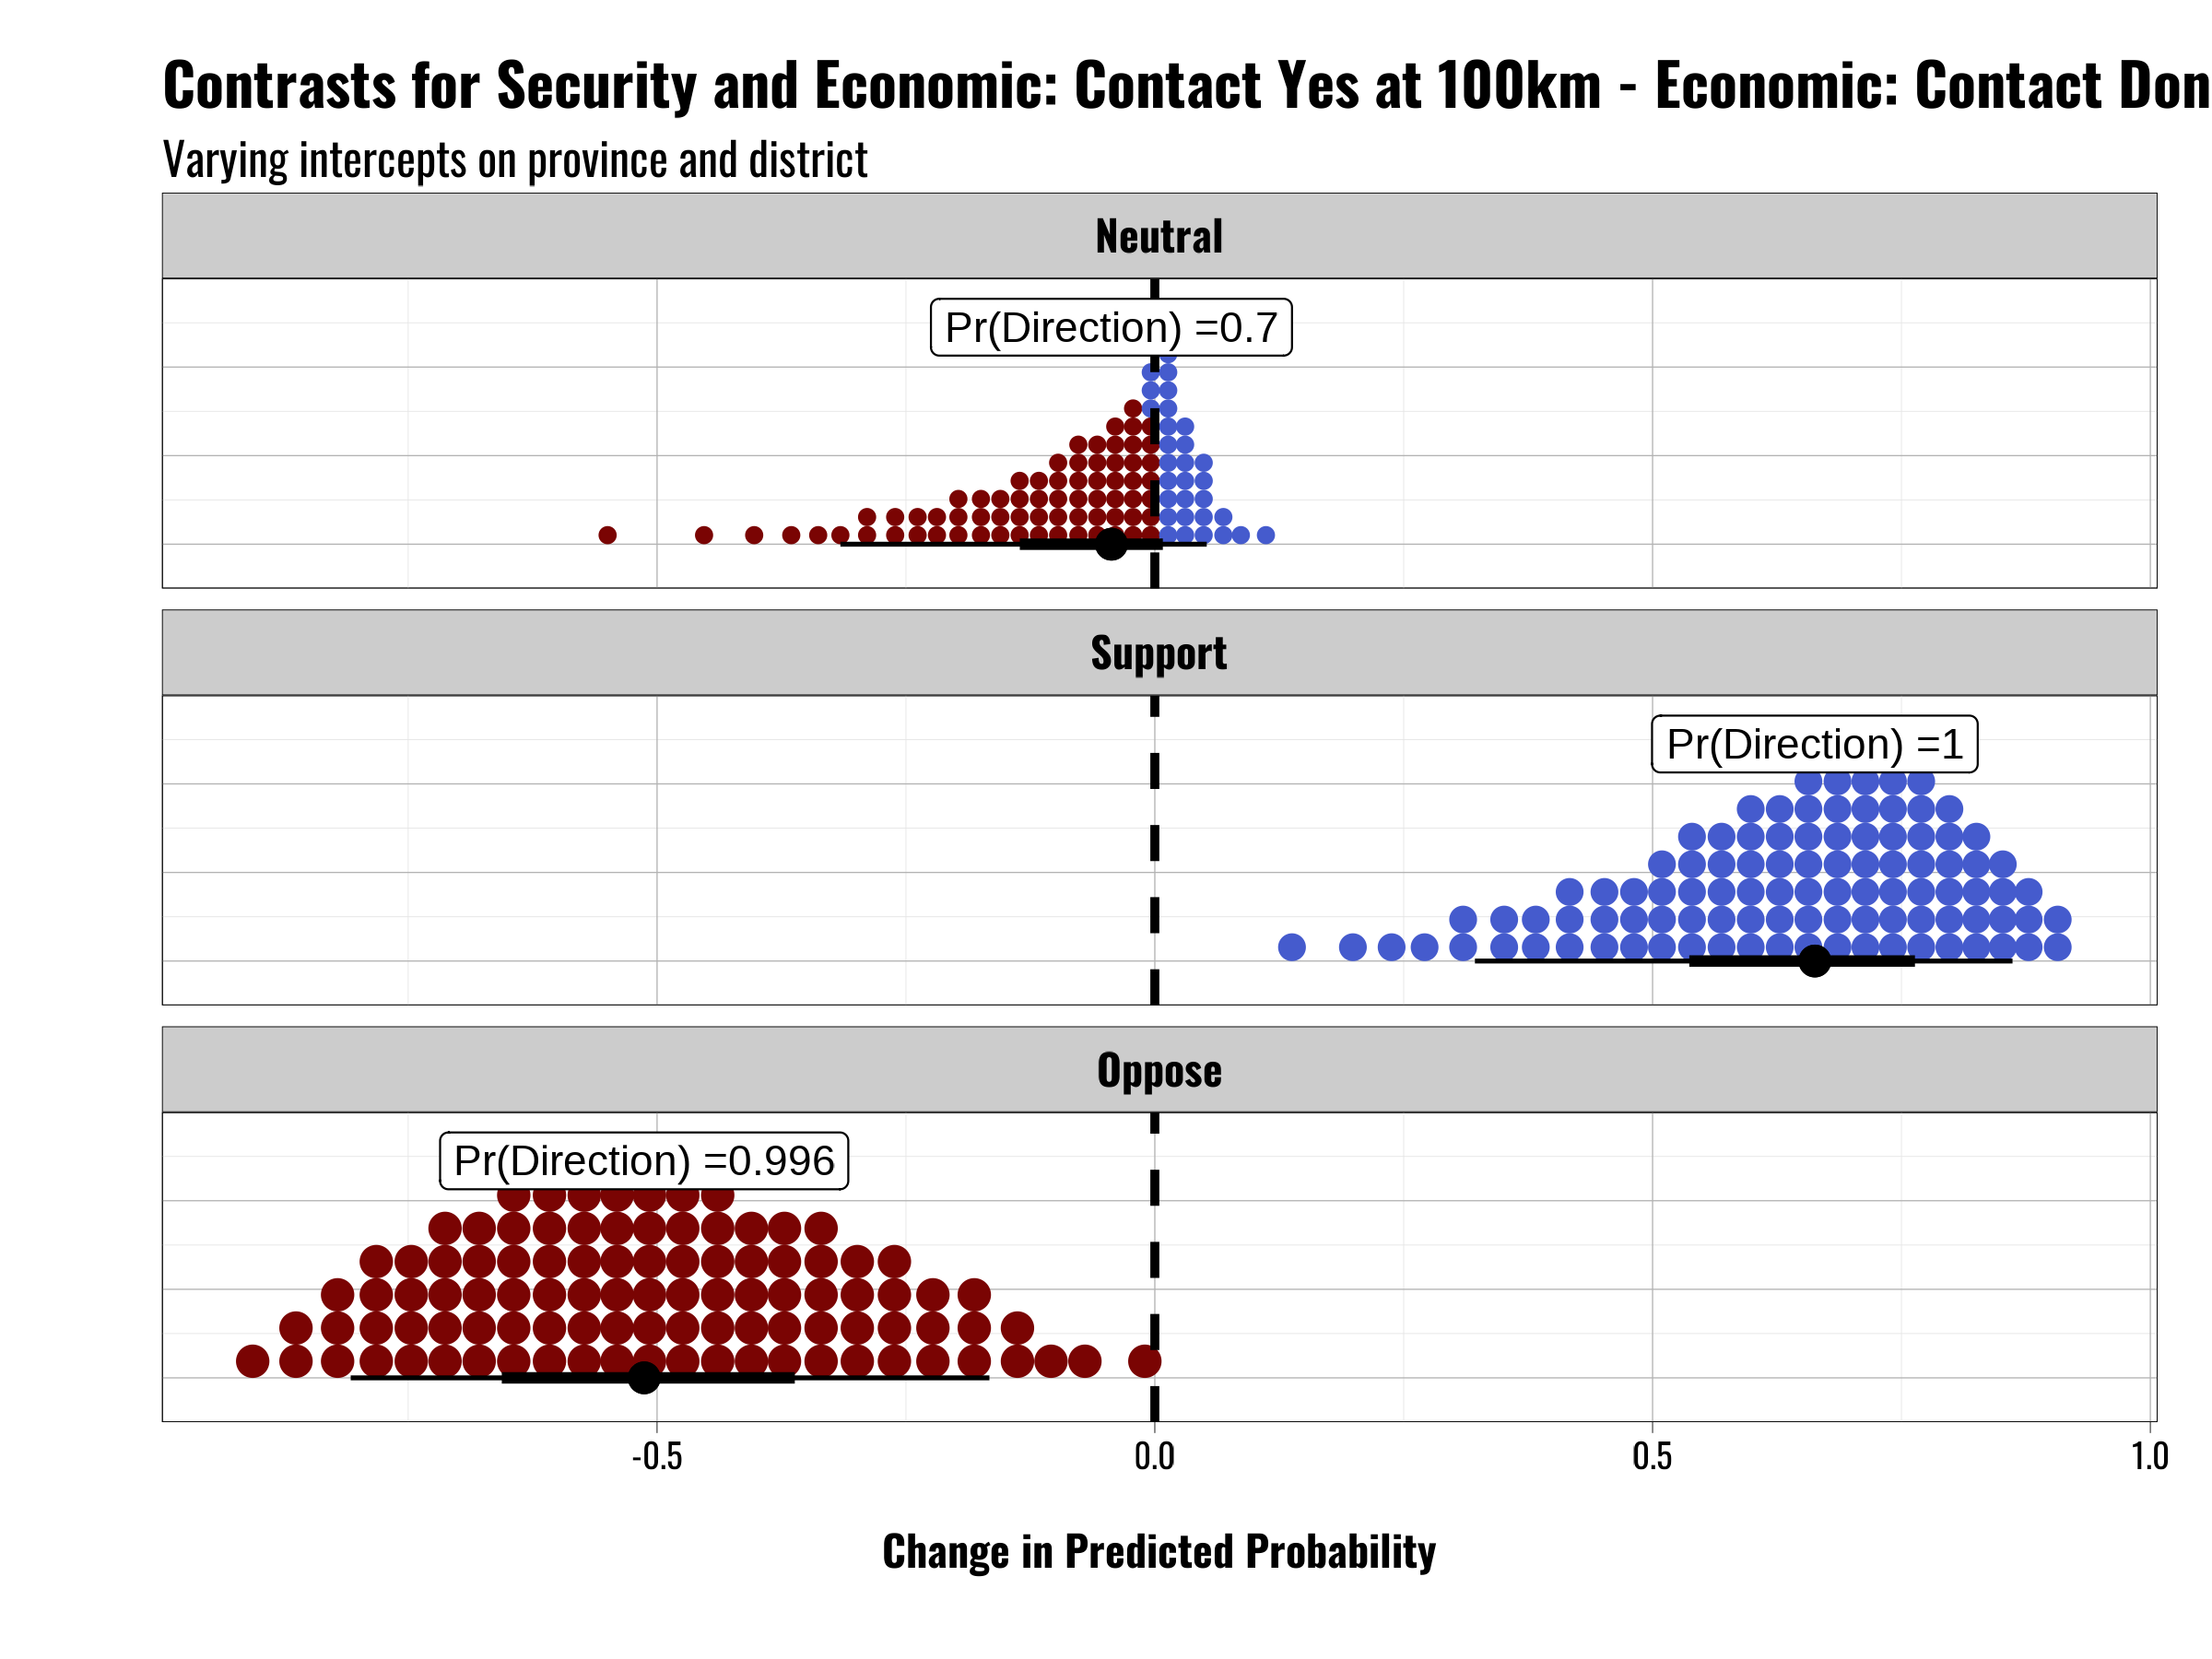 Contrasts for Security and Economic: Contact Yes at 100km - Economic: Contact Don
Varying intercepts on province and district
Neutral
Pr(Direction) =0.7
Support
Pr(Direction) =1
Oppose
Pr(Direction) =0.996
-0.5 0.0 0.5 1.0
Change in Predicted Probability